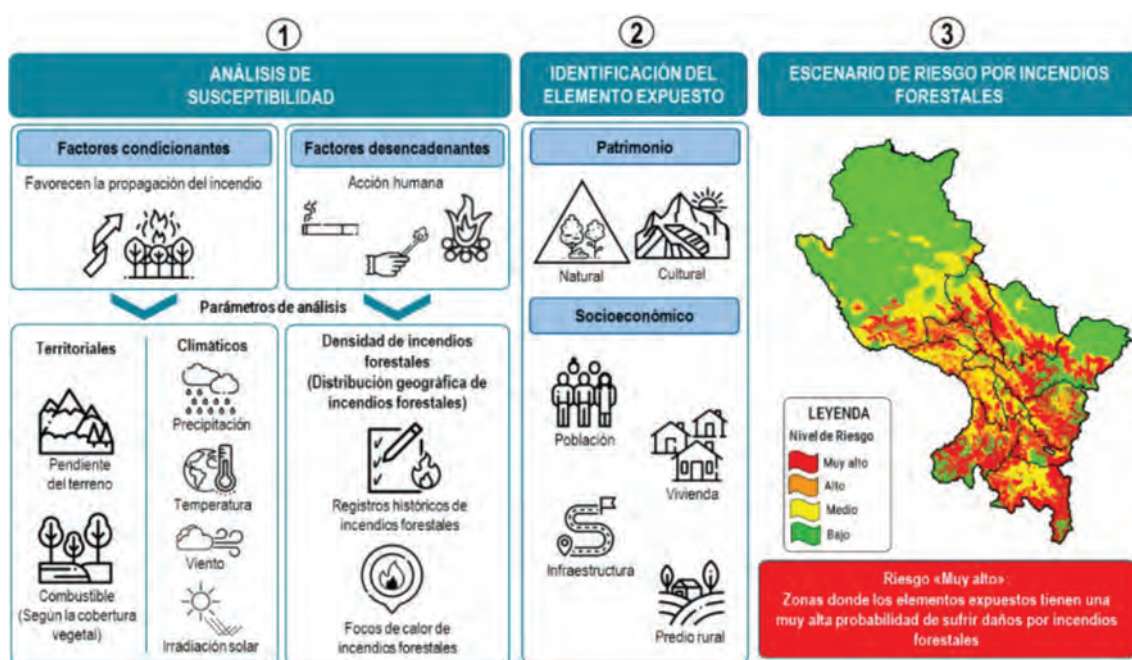 1
ANÁLISIS DE
SUSCEPTIBILIDAD
Factores condicionantes
Favorecen la propagación del incendio
Factores desencadenantes
Acción humana
Parámetros de análisis
Territoriales
Pendiente
del terreno
Combustible
(Según la cobertura
vegetal)
Climáticos
Precipitación
Temperatura
Viento
Irradiación solar
Densidad de incendios
forestales
(Distribución geográfica de
incendios forestales)
Registros históricos de
incendios forestales
Focos de calor de
incendios forestales
2
IDENTIFICACIÓN DEL
ELEMENTO EXPUESTO
Patrimonio
Natural
Cultural
Socioeconómico
Población
Vivienda
Infraestructura
Predio rural
3
ESCENARIO DE RIESGO POR INCENDIOS
FORESTALES
LEYENDA
Nivel de Riesgo
Muy alto
Alto
Medio
Bajo
Riesgo «Muy alto»:
Zonas donde los elementos expuestos tienen una
muy alta probabilidad de sufrir daños por incendios
forestales